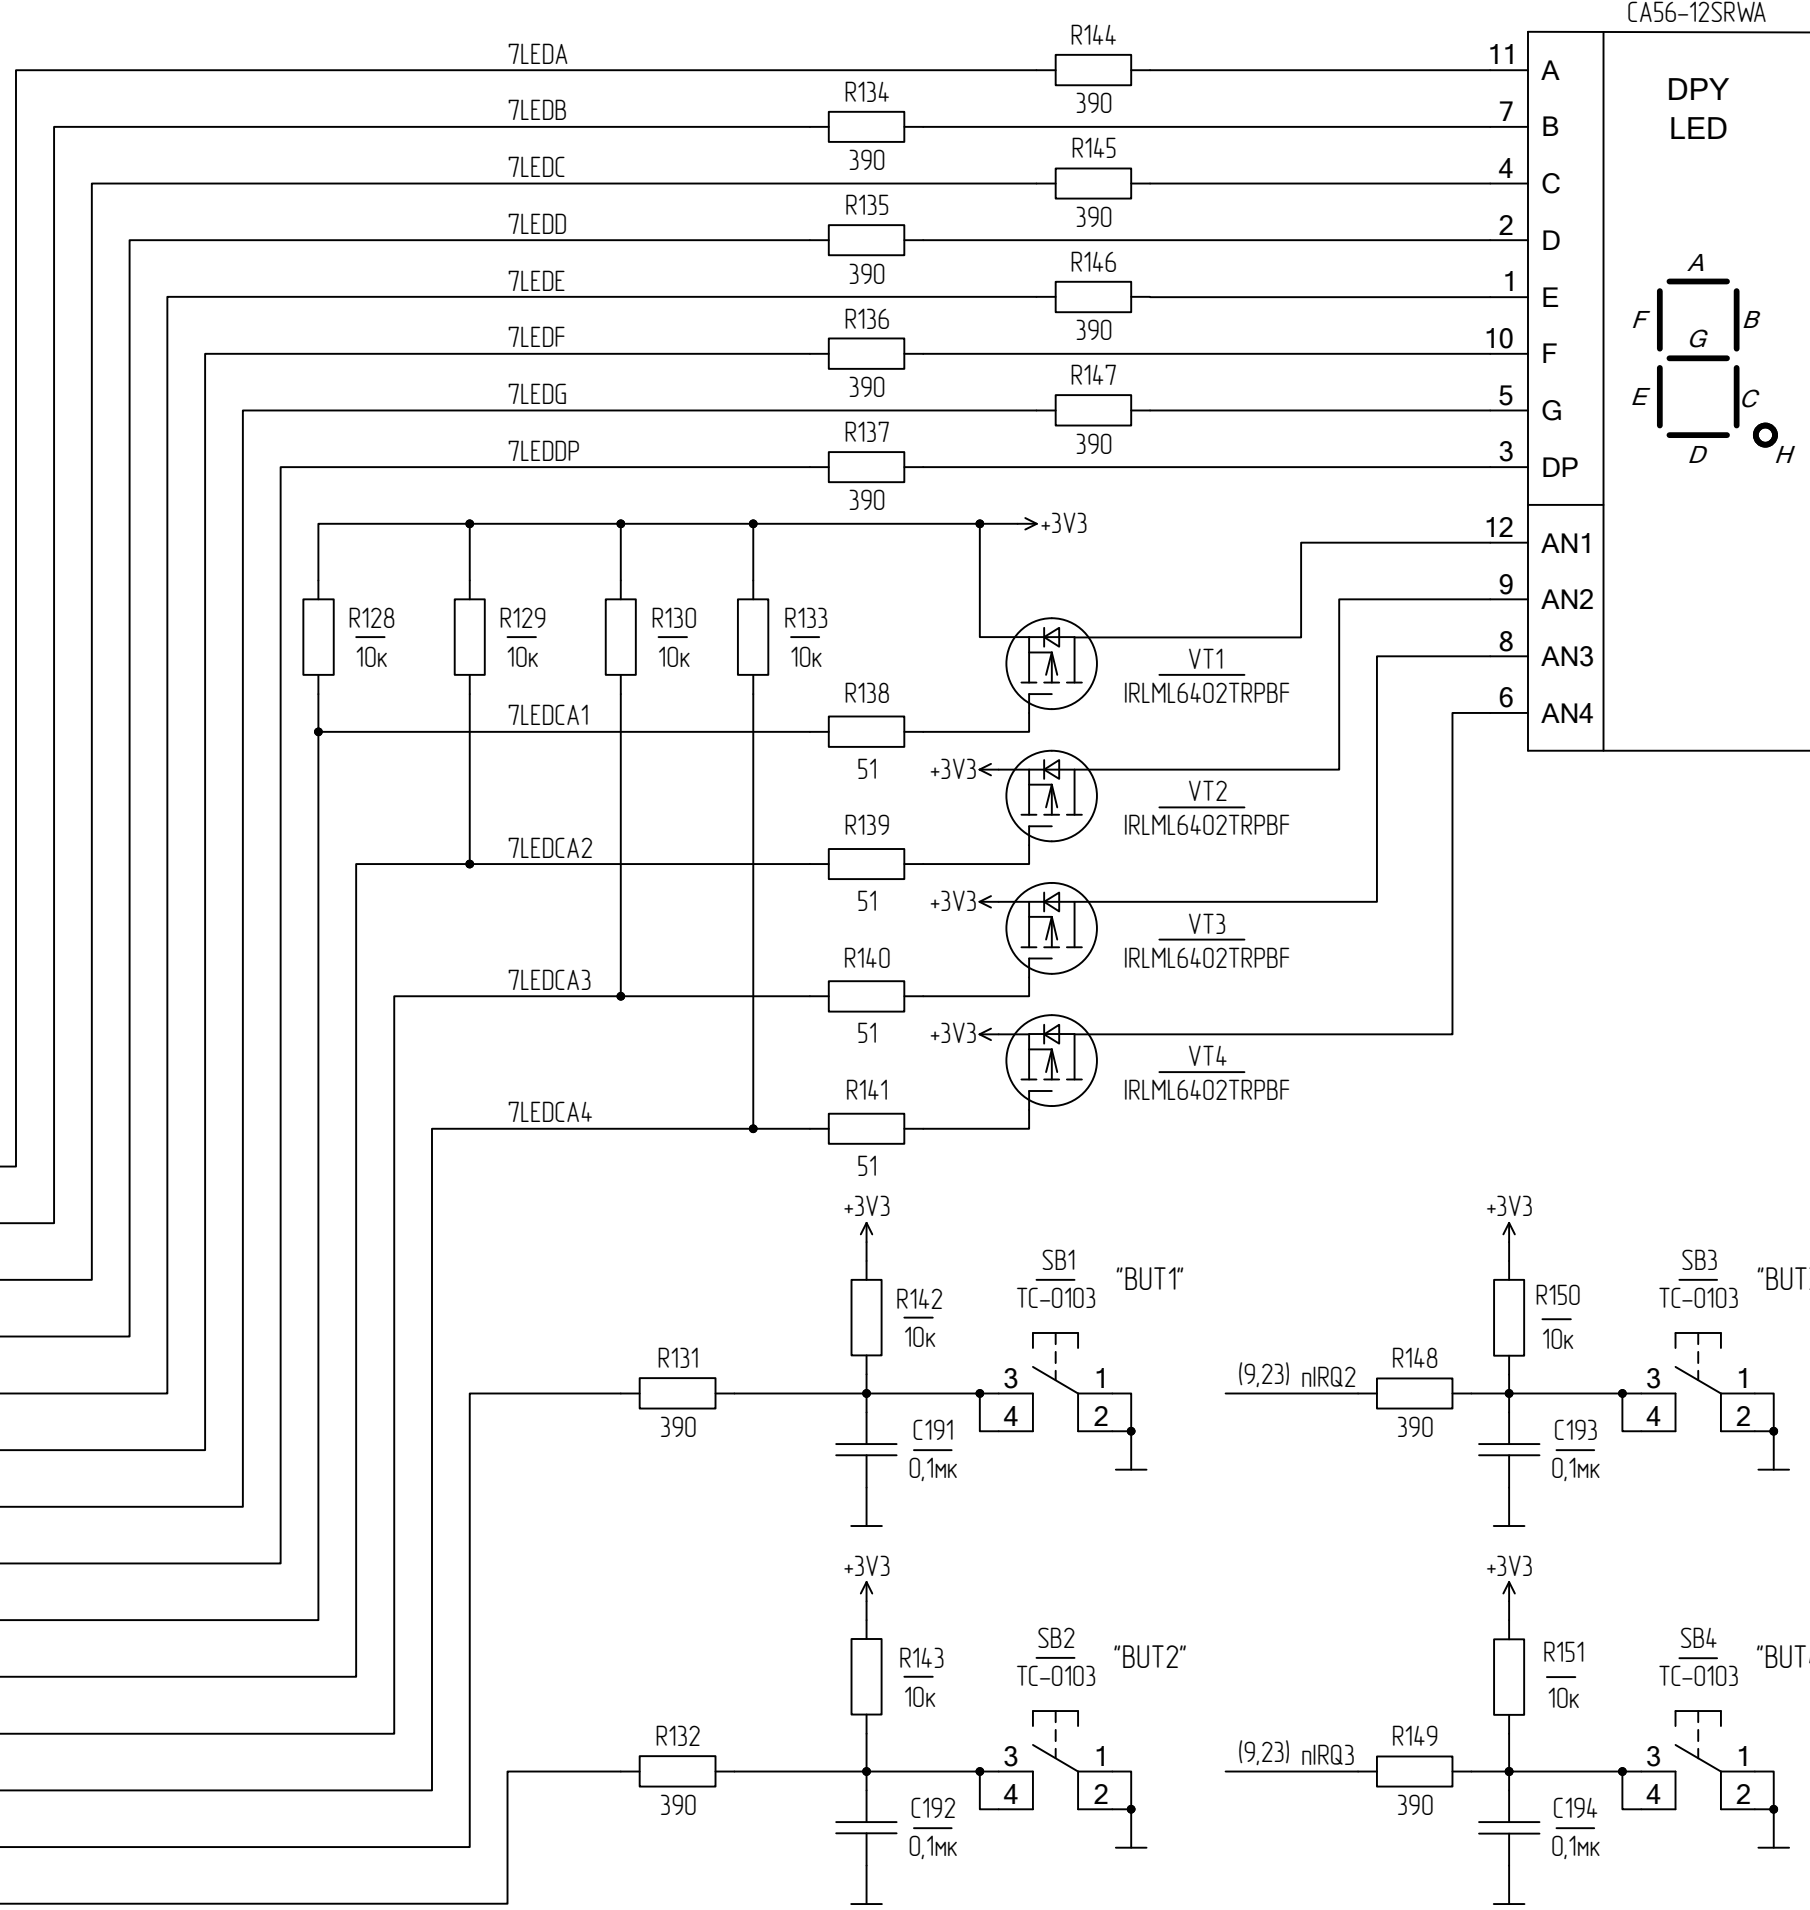 CA56-12SRWA
7LEDA
R144
390
11
A
7LEDB
R134
390
7
B
7LEDC
R145
390
4
C
7LEDD
R135
390
2
D
7LEDE
R146
390
1
E
7LEDF
R136
390
10
F
7LEDG
R147
390
5
G
7LEDDP
R137
390
3
DP
DPY
LED
A
F
B
G
E
C
D
H
+3V3
12
AN1
9
AN2
8
AN3
6
AN4
R128
10к
R129
10к
R130
10к
R133
10к
VT1
IRLML6402TRPBF
7LEDCA1
R138
51
+3V3
VT2
IRLML6402TRPBF
7LEDCA2
R139
51
+3V3
VT3
IRLML6402TRPBF
7LEDCA3
R140
51
+3V3
VT4
IRLML6402TRPBF
7LEDCA4
R141
51
+3V3
R142
10к
SB1
TC-0103
"BUT1"
R131
390
3
1
4
2
C191
0,1мк
+3V3
R150
10к
SB3
TC-0103
"BUT
(9,23) nIRQ2
R148
390
3
1
4
2
C193
0,1мк
+3V3
R143
10к
SB2
TC-0103
"BUT2"
R132
390
3
1
4
2
C192
0,1мк
+3V3
R151
10к
SB4
TC-0103
"BUT
(9,23) nIRQ3
R149
390
3
1
4
2
C194
0,1мк